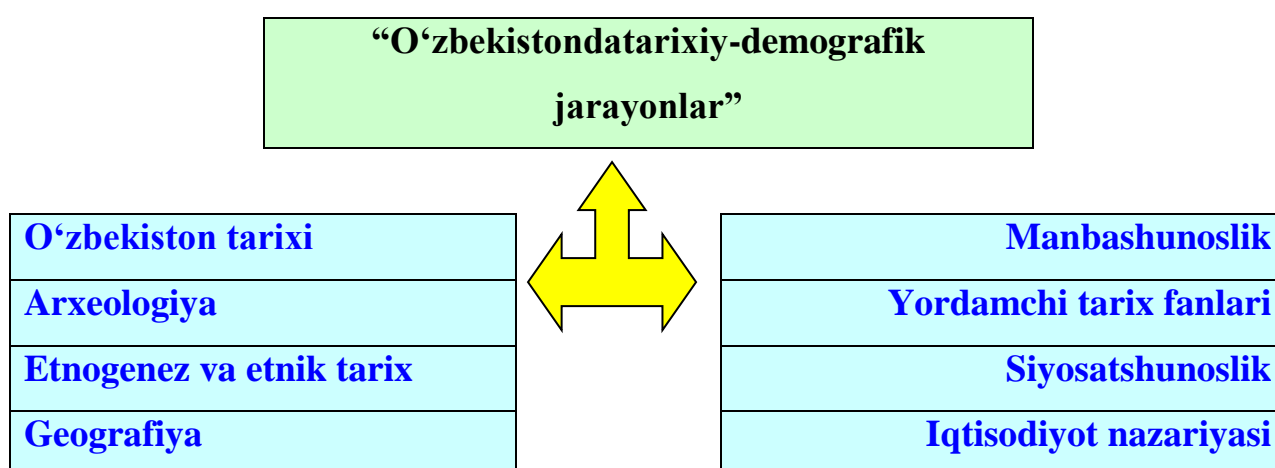 “O‘zbekistondatarixiy-demografik
jarayonlar”
O‘zbekiston tarixi
Arxeologiya
Etnogenez va etnik tarix
Geografiya
Manbashunoslik
Yordamchi tarix fanlari
Siyosatshunoslik
Iqtisodiyot nazariyasi